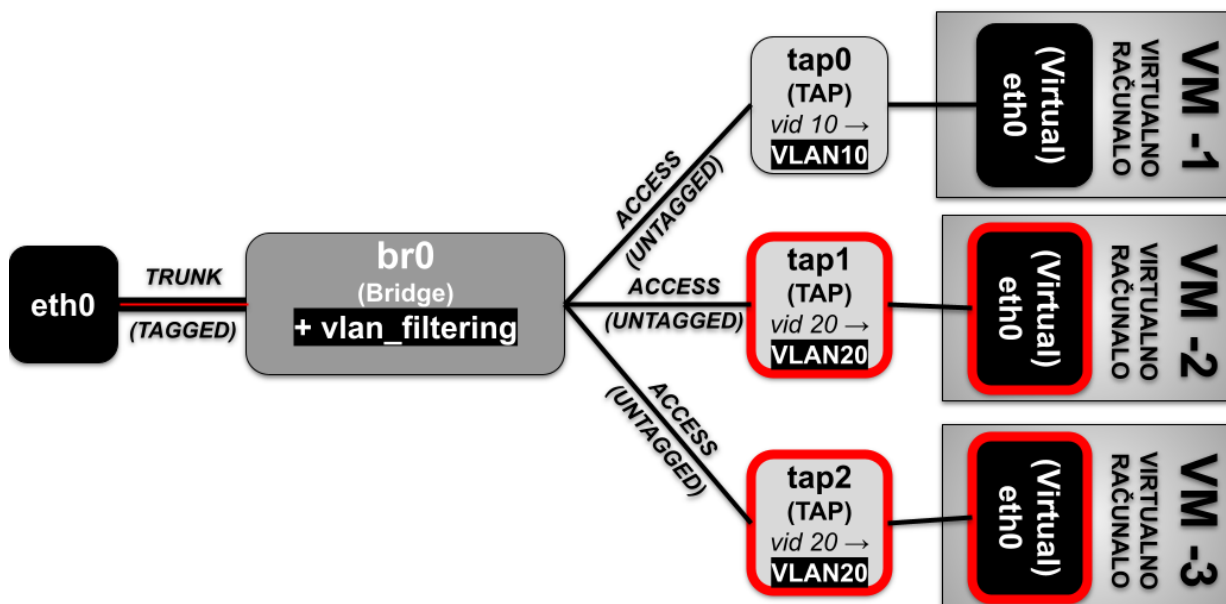 eth0
TRUNK
(TAGGED)
br0
(Bridge)
+ vlan_filtering
ACCESS
(UNTAGGED)
tap0
(TAP)
vid 10 →
VLAN10
(Virtual)
eth0
VIRTUALNO
RAČUNALO
VM -1
ACCESS
(UNTAGGED)
tap1
(TAP)
vid 20 →
VLAN20
(Virtual)
eth0
VIRTUALNO
RAČUNALO
VM -2
ACCESS
(UNTAGGED)
tap2
(TAP)
vid 20 →
VLAN20
(Virtual)
eth0
VIRTUALNO
RAČUNALO
VM -3